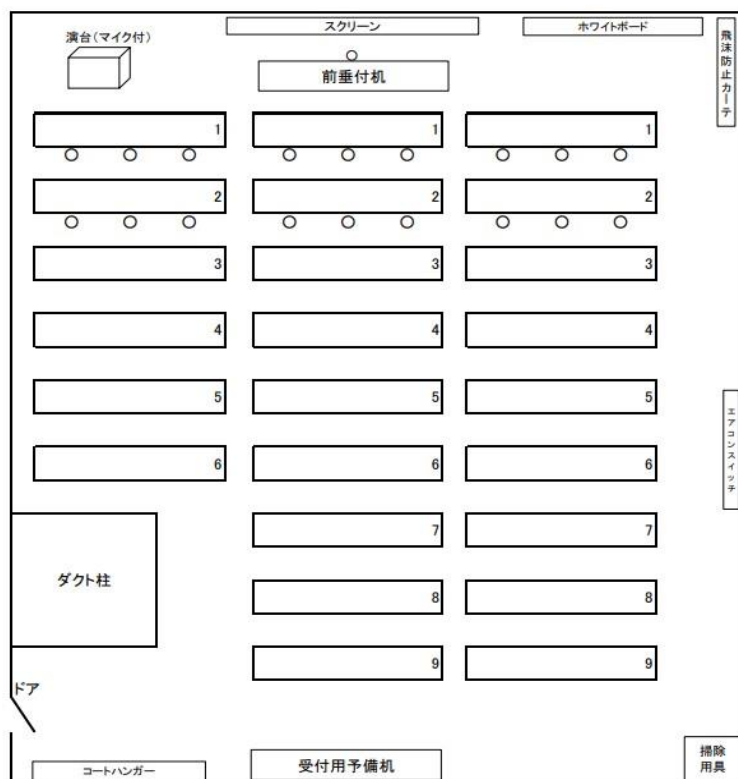 スクリーン
ホワイトボード
演台(マイク付)
飛沫防止カーテ
前垂付机
1 1 1
2 2 2
3 3 3
4 4 4
5 5 5
エアコンスイッチ
6 6 6
7 7
ダクト柱
8 8
9 9
ドア
コートハンガー
受付用予備机
掃除
用具